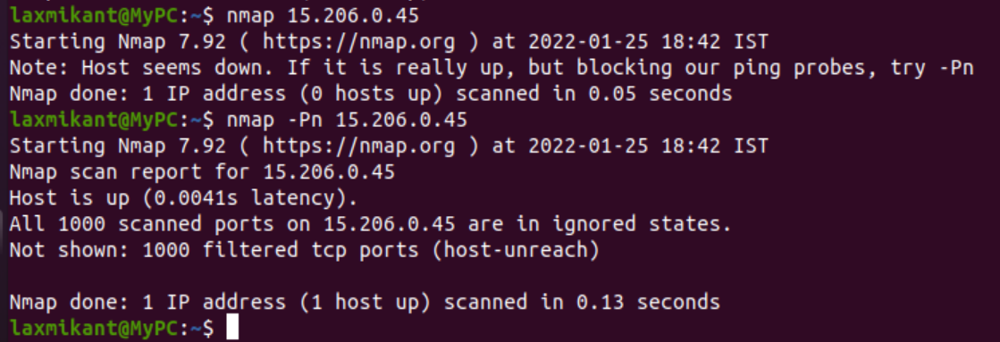 laxmikant@MyPC:~$ nmap 15.206.0.45
Starting Nmap 7.92 ( https://nmap.org ) at 2022-01-25 18:42 IST
Note: Host seems down. If it is really up, but blocking our ping probes, try -Pn
Nmap done: 1 IP address (0 hosts up) scanned in 0.05 seconds
laxmikant@MyPC:~$ nmap -Pn 15.206.0.45
Starting Nmap 7.92 ( https://nmap.org ) at 2022-01-25 18:42 IST
Nmap scan report for 15.206.0.45
Host is up (0.0041s latency).
All 1000 scanned ports on 15.206.0.45 are in ignored states.
Not shown: 1000 filtered tcp ports (host-unreach)

Nmap done: 1 IP address (1 host up) scanned in 0.13 seconds
laxmikant@MyPC:~$